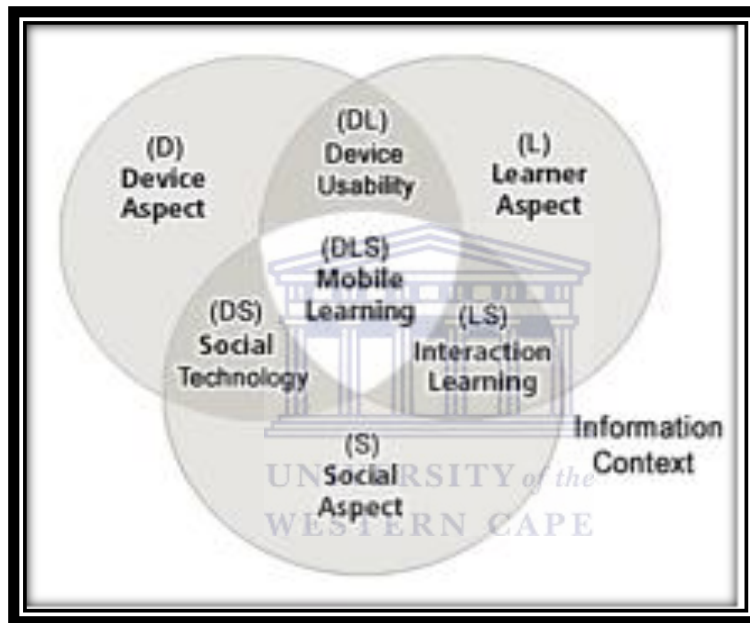 (DL)
Device
Usability
(D)
Device
Aspect
(L)
Learner
Aspect
(DLS)
Mobile
Learning
(DS)
Social
Technology
(LS)
Interaction
Learning
(S)
Social
Aspect
Information
Context
UNIVERSITY of the
WESTERN CAPE